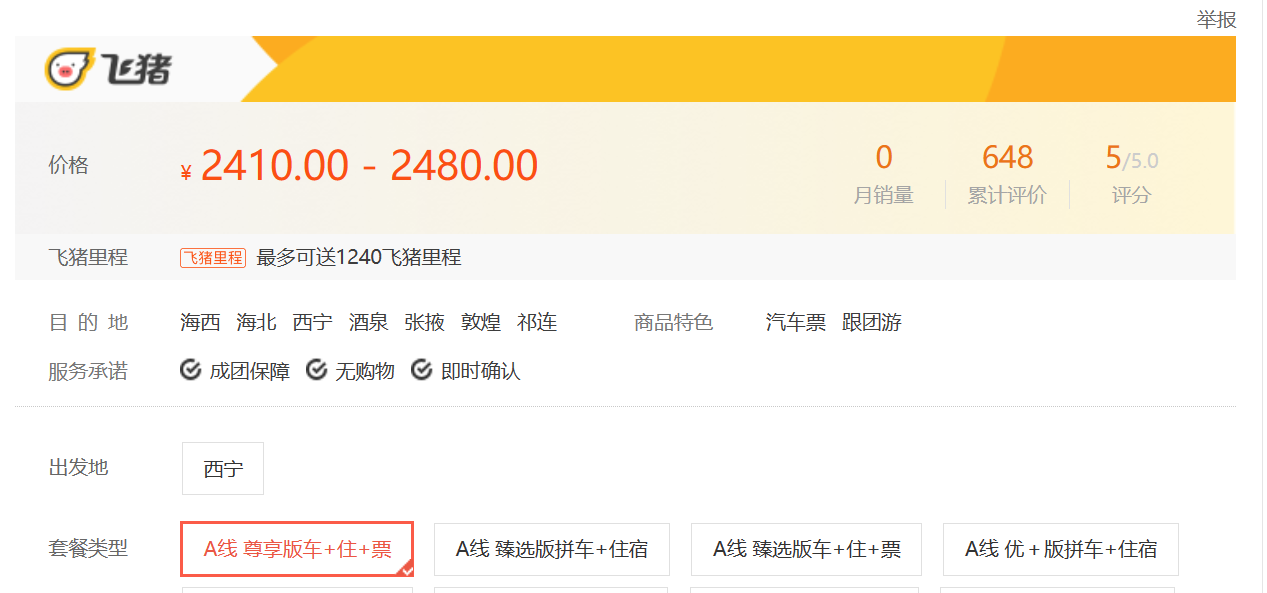 举报
飞猪
价格 ¥ 2410.00 - 2480.00 0 648 5/5.0
月销量 累计评价 评分
飞猪里程 飞猪里程 最多可送1240飞猪里程
目 的 地 海西 海北 西宁 酒泉 张掖 敦煌 祁连 商品特色 汽车票 跟团游
服务承诺 成团保障 无购物 即时确认
出发地 西宁
套餐类型 A线 尊享版车+住+票 A线 臻选版拼车+住宿 A线 臻选版车+住+票 A线 优+版拼车+住宿